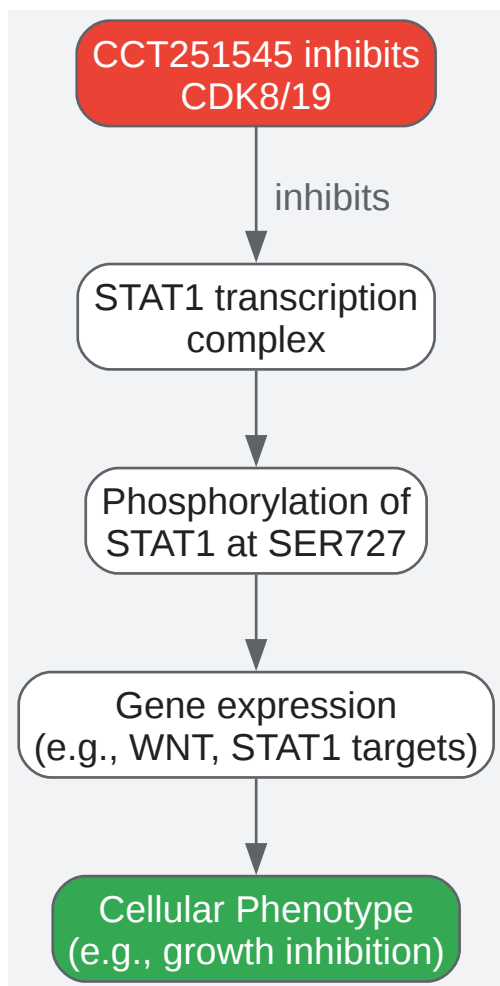 CCT251545 inhibits
CDK8/19
inhibits
STAT1 transcription
complex
Phosphorylation of
STAT1 at SER727
Gene expression
(e.g., WNT, STAT1 targets)
Cellular Phenotype
(e.g., growth inhibition)